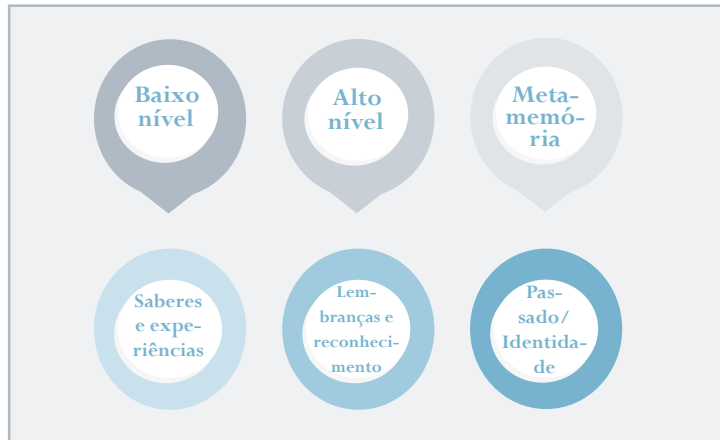 Baixo
nível
Alto
nível
Meta-
memó-
ria
Saberes
e expe-
riências
Lem-
branças e
reconheci-
mento
Pas-
sado/
Identida-
de